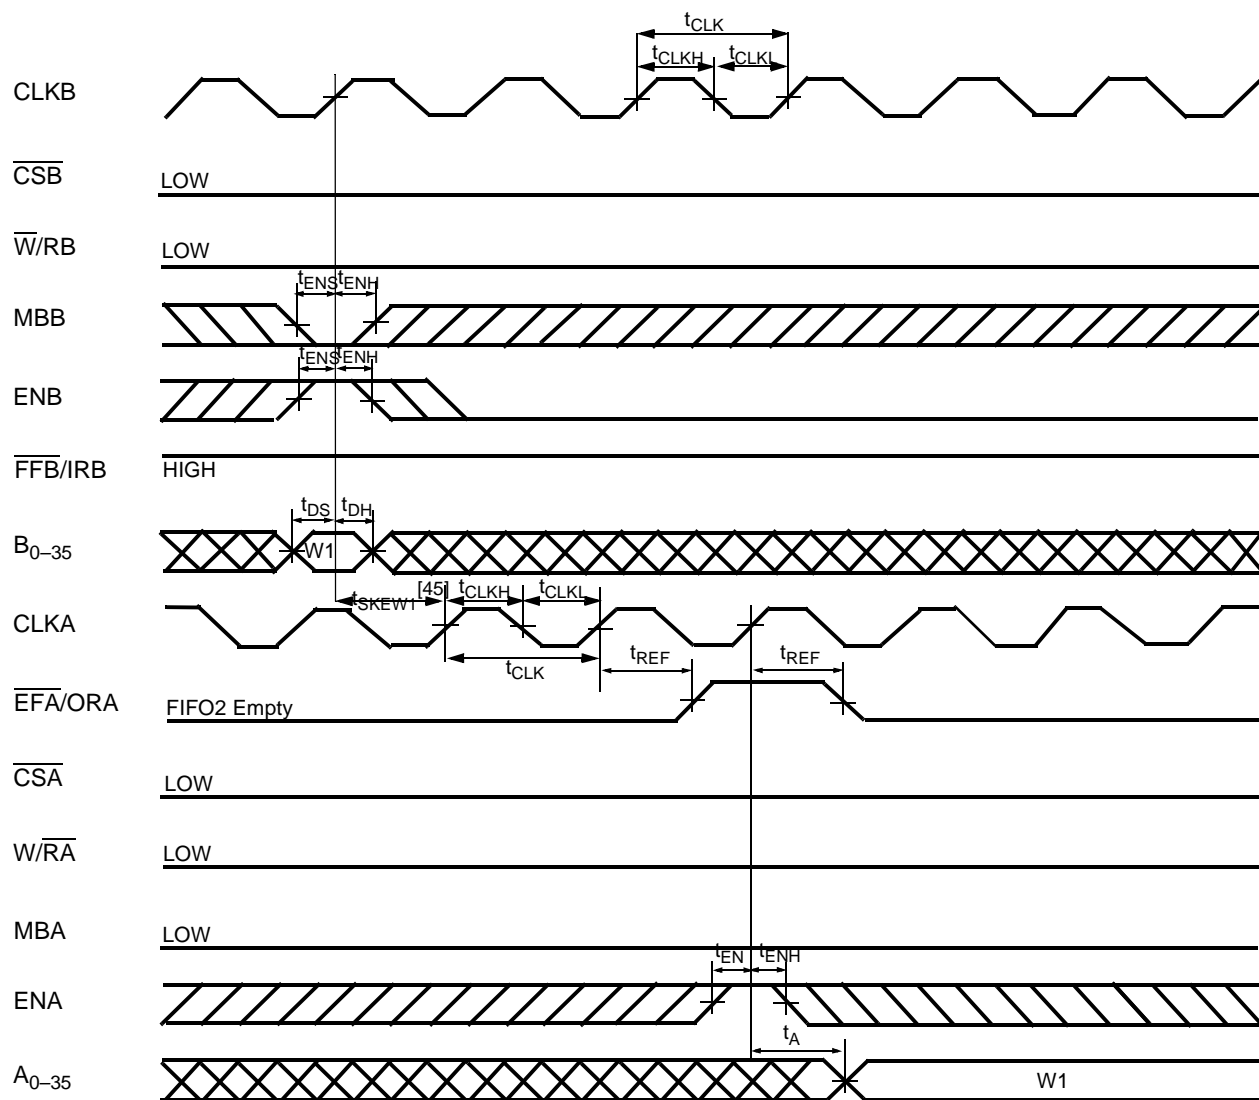 tCLK
tCLKH tCLKL
CLKB
CSB
LOW
W/RB
LOW
tENS tENH
MBB
tENS tENH
ENB
FFB/IRB
HIGH
tDS tDH
B0–35
W1
tSKEW1 [45] tCLKH tCLKL
CLKA
tCLK tREF tREF
EFA/ORA
FIFO2 Empty
CSA
LOW
W/RA
LOW
MBA
LOW
tEN tENH
ENA
tA
A0–35
W1